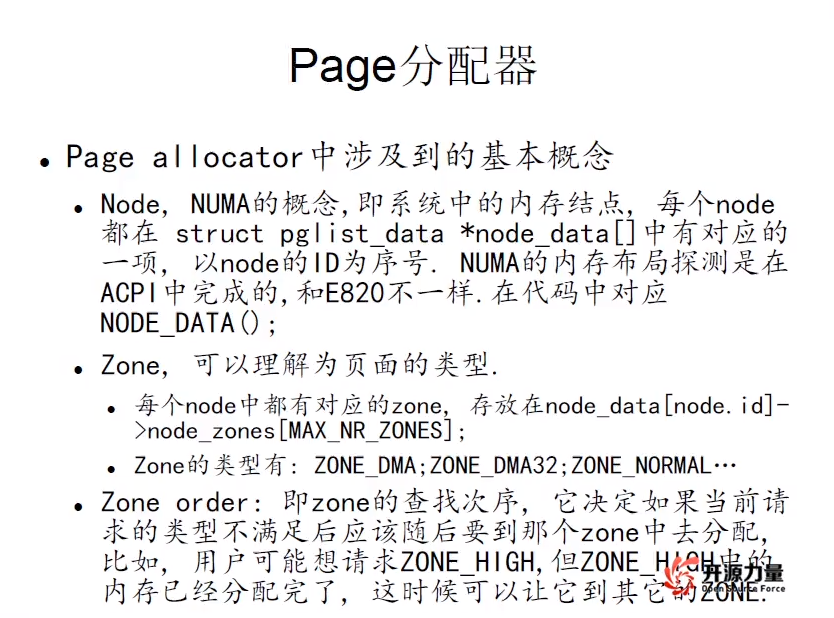 Page分配器
• Page allocator中涉及到的基本概念
• Node, NUMA的概念,即系统中的内存结点, 每个node
都在 struct pglist_data *node_data[]中有对应的
一项, 以node的ID为序号. NUMA的内存布局探测是在
ACPI中完成的,和E820不一样.在代码中对应
NODE_DATA();
• Zone, 可以理解为页面的类型.
• 每个node中都有对应的zone, 存放在node_data[node.id]-
>node_zones[MAX_NR_ZONES];
• Zone的类型有: ZONE_DMA;ZONE_DMA32;ZONE_NORMAL…
• Zone order: 即zone的查找次序, 它决定如果当前请
求的类型不满足后应该随后要到那个zone中去分配,
比如, 用户可能想请求ZONE_HIGH,但ZONE_HIGH中的
内存已经分配完了, 这时候可以让它到其它的ZONE.
开源力量
Open Source Force